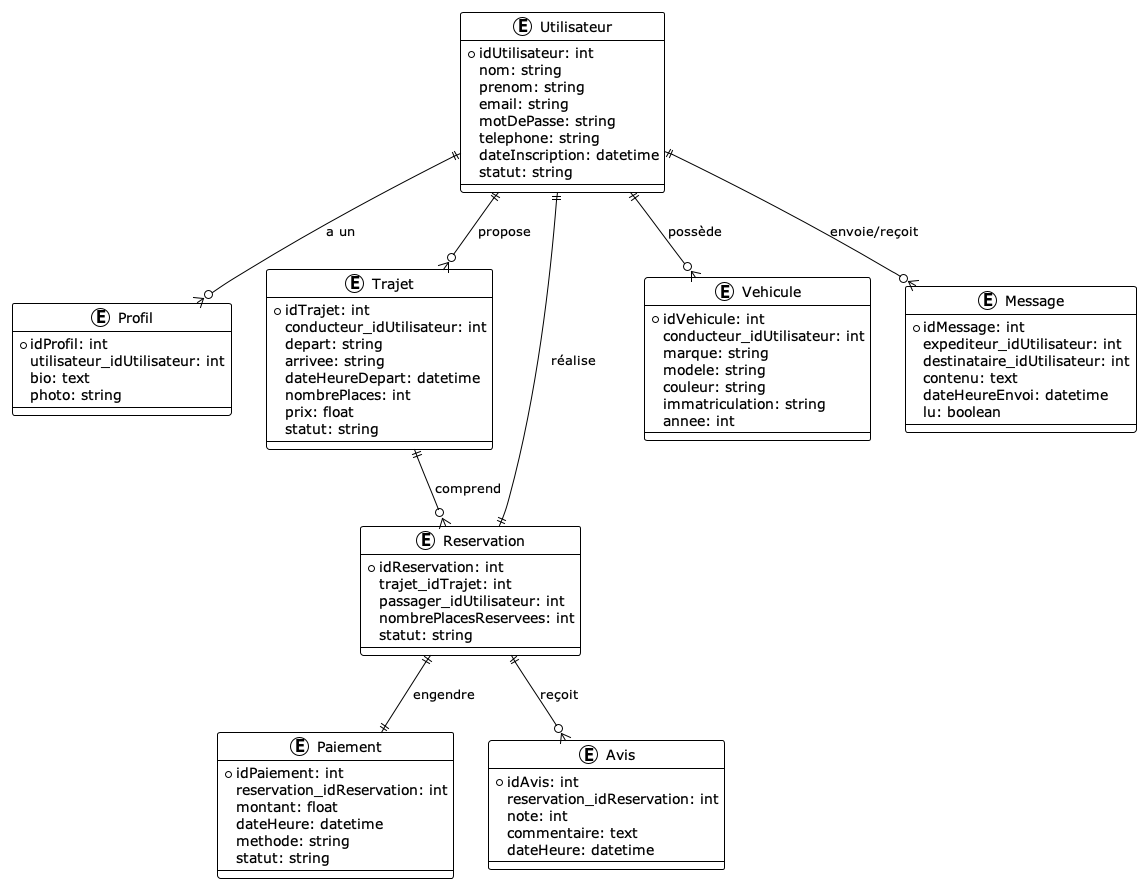 E Utilisateur
idUtilisateur: int
nom: string
prenom: string
email: string
motDePasse: string
telephone: string
dateInscription: datetime
statut: string
a un
propose
possède
envoie/reçoit
E Profil
idProfil: int
utilisateur_idUtilisateur: int
bio: text
photo: string
E Trajet
idTrajet: int
conducteur_idUtilisateur: int
depart: string
arrivee: string
dateHeureDepart: datetime
nombrePlaces: int
prix: float
statut: string
réalise
E Vehicule
idVehicule: int
conducteur_idUtilisateur: int
marque: string
modele: string
couleur: string
immatriculation: string
annee: int
E Message
idMessage: int
expediteur_idUtilisateur: int
destinataire_idUtilisateur: int
contenu: text
dateHeureEnvoi: datetime
lu: boolean
comprend
E Reservation
idReservation: int
trajet_idTrajet: int
passager_idUtilisateur: int
nombrePlacesReservees: int
statut: string
engendre
reçoit
E Paiement
idPaiement: int
reservation_idReservation: int
montant: float
dateHeure: datetime
methode: string
statut: string
E Avis
idAvis: int
reservation_idReservation: int
note: int
commentaire: text
dateHeure: datetime